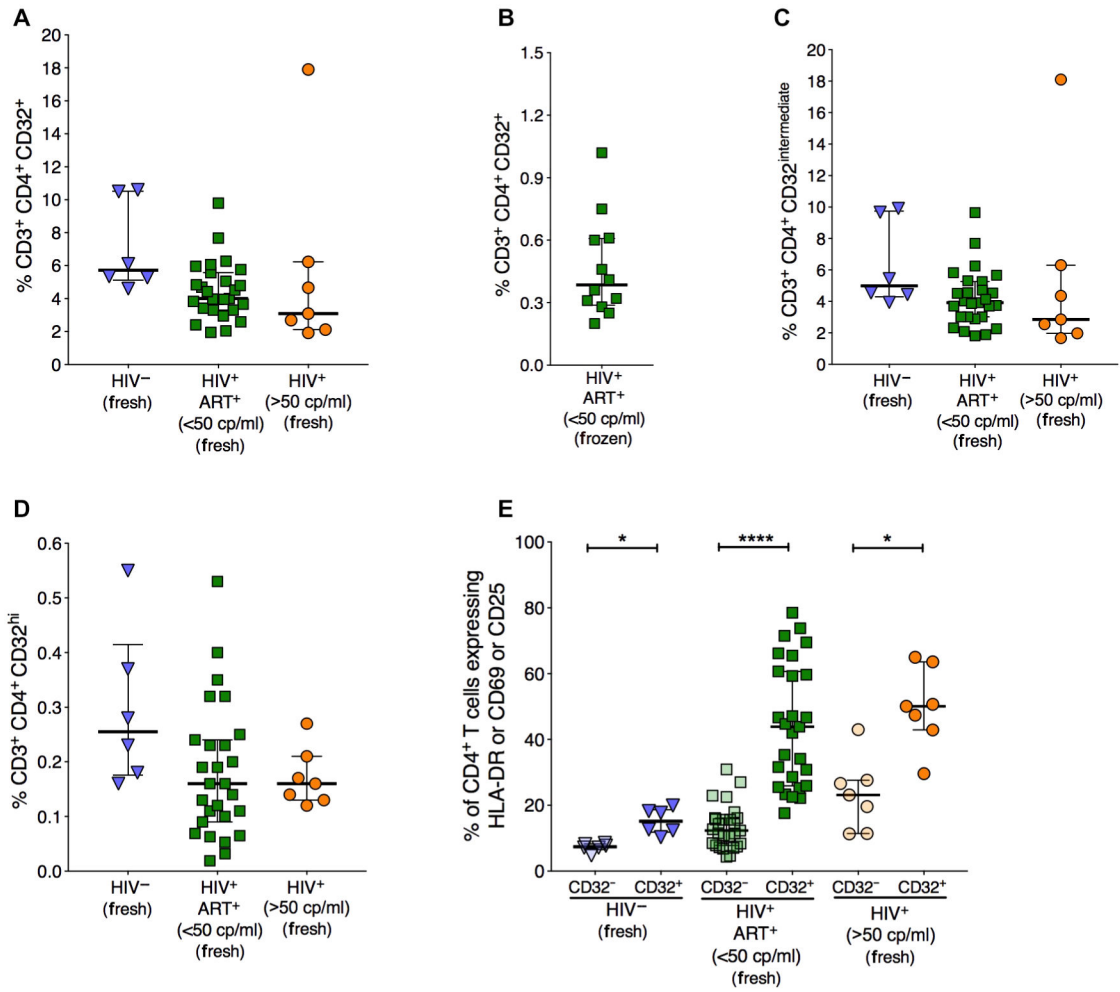 A
% CD3⁺ CD4⁺ CD32⁺
20
18
16
14
12
10
8
6
4
2
0
HIV− (fresh)
HIV⁺ ART⁺ (<50 cp/ml) (fresh)
HIV⁺ (>50 cp/ml) (fresh)
B
% CD3⁺ CD4⁺ CD32⁺
1.5
1.2
0.9
0.6
0.3
0.0
HIV⁺
ART⁺
(<50 cp/ml)
(frozen)
C
% CD3⁺ CD4⁺ CD32ⁱⁿᵗᵉʳᵐᵉᵈⁱᵃᵗᵉ
20
18
16
14
12
10
8
6
4
2
0
HIV− (fresh)
HIV⁺ ART⁺ (<50 cp/ml) (fresh)
HIV⁺ (>50 cp/ml) (fresh)
D
% CD3⁺ CD4⁺ CD32ʰⁱ
0.6
0.5
0.4
0.3
0.2
0.1
0.0
HIV− (fresh)
HIV⁺ ART⁺ (<50 cp/ml) (fresh)
HIV⁺ (>50 cp/ml) (fresh)
E
% of CD4⁺ T cells expressing
HLA-DR or CD69 or CD25
100
80
60
40
20
0
*
****
*
CD32⁻ CD32⁺ CD32⁻ CD32⁺ CD32⁻ CD32⁺
HIV− (fresh)
HIV⁺ ART⁺ (<50 cp/ml) (fresh)
HIV⁺ (>50 cp/ml) (fresh)